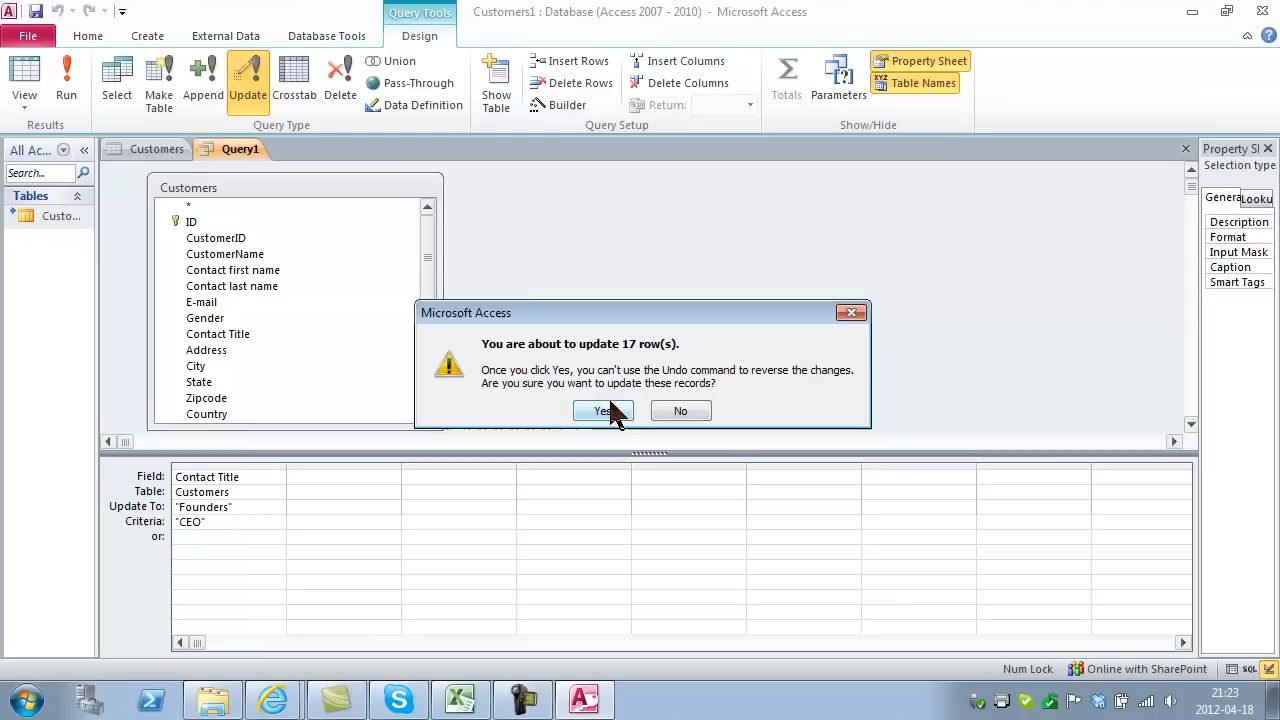 Query Tools
Customers1 : Database (Access 2007 - 2010) - Microsoft Access
File
Home
Create
External Data
Database Tools
Design
View
Run
Select
Make Table
Append
Update
Crosstab
Delete
Union
Pass-Through
Data Definition
Show Table
Insert Rows
Delete Rows
Builder
Insert Columns
Delete Columns
Return:
Totals
Parameters
Property Sheet
Table Names
Results
Query Type
Query Setup
Show/Hide
All Ac...
Search...
Tables
Custo...
Customers
Query1
Property Sl
Selection type
Genera
Looku
Description
Format
Input Mask
Caption
Smart Tags
Customers
*
ID
CustomerID
CustomerName
Contact first name
Contact last name
E-mail
Gender
Contact Title
Address
City
State
Zipcode
Country
Microsoft Access
You are about to update 17 row(s).
Once you click Yes, you can't use the Undo command to reverse the changes.
Are you sure you want to update these records?
Yes
No
Field: Contact Title
Table: Customers
Update To: "Founders"
Criteria: "CEO"
or:
Num Lock
Online with SharePoint
SQL
21:23
2012-04-18